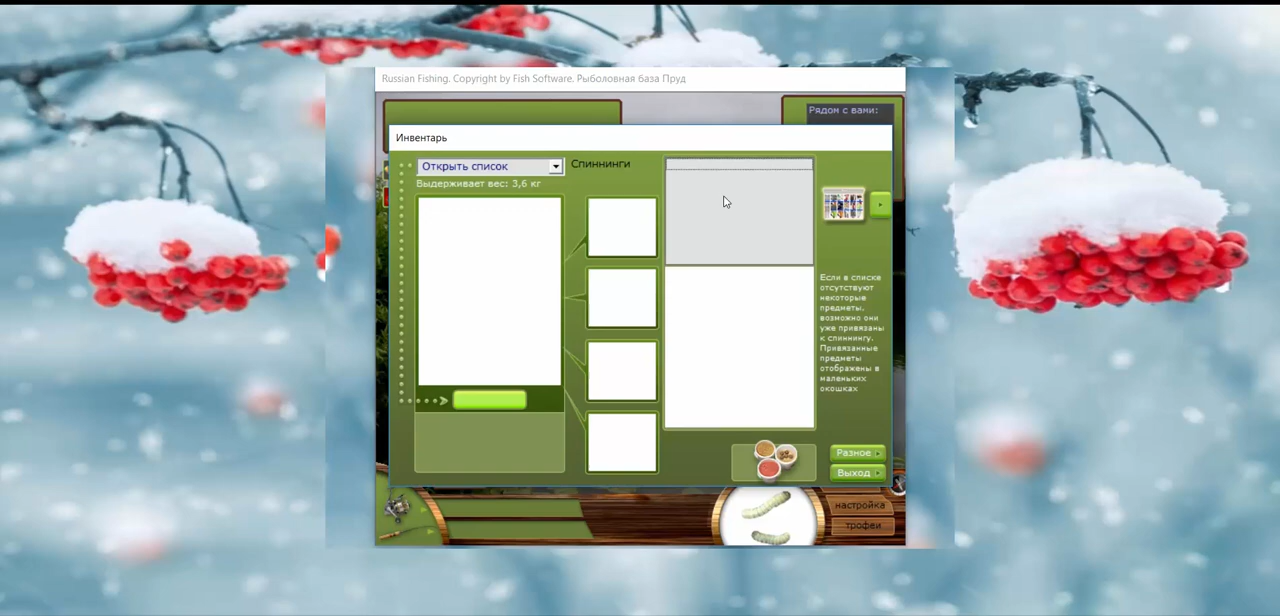 Russian Fishing. Copyright by Fish Software. Рыболовная база Пруд
Рядом с вами:
Инвентарь
Открыть список
Спиннинги
Выдерживает вес: 3,6 кг
Если в списке
отсутствуют
некоторые
предметы,
возможно они
уже привязаны
к спиннингу.
Привязанные
предметы
отображены в
маленьких
окошках
Разное
Выход
настройка
трофеи